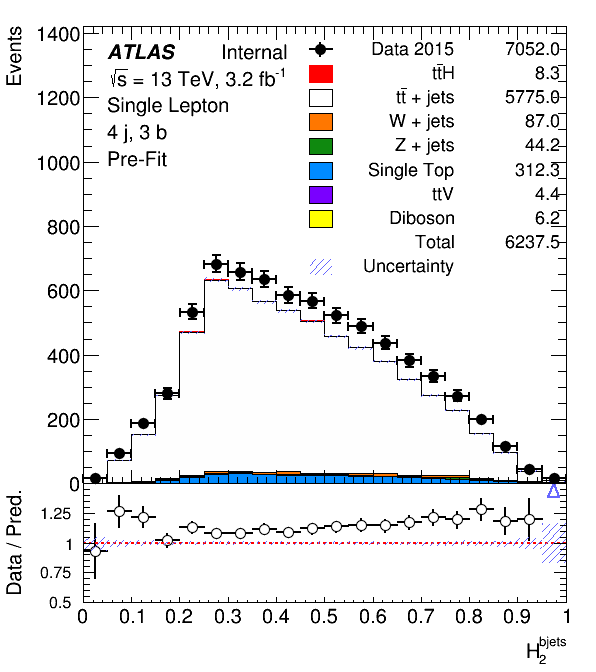 ATLAS Internal
√s = 13 TeV, 3.2 fb⁻¹
Single Lepton
4 j, 3 b
Pre-Fit
Data 2015 7052.0
tt̄H 8.3
tt̄ + jets 5775.0
W + jets 87.0
Z + jets 44.2
Single Top 312.3
ttV 4.4
Diboson 6.2
Total 6237.5
Uncertainty
Events
1400
1200
1000
800
600
400
200
0
Data / Pred.
1.25
1
0.75
0.5
0 0.1 0.2 0.3 0.4 0.5 0.6 0.7 0.8 0.9 1
H₂^bjets